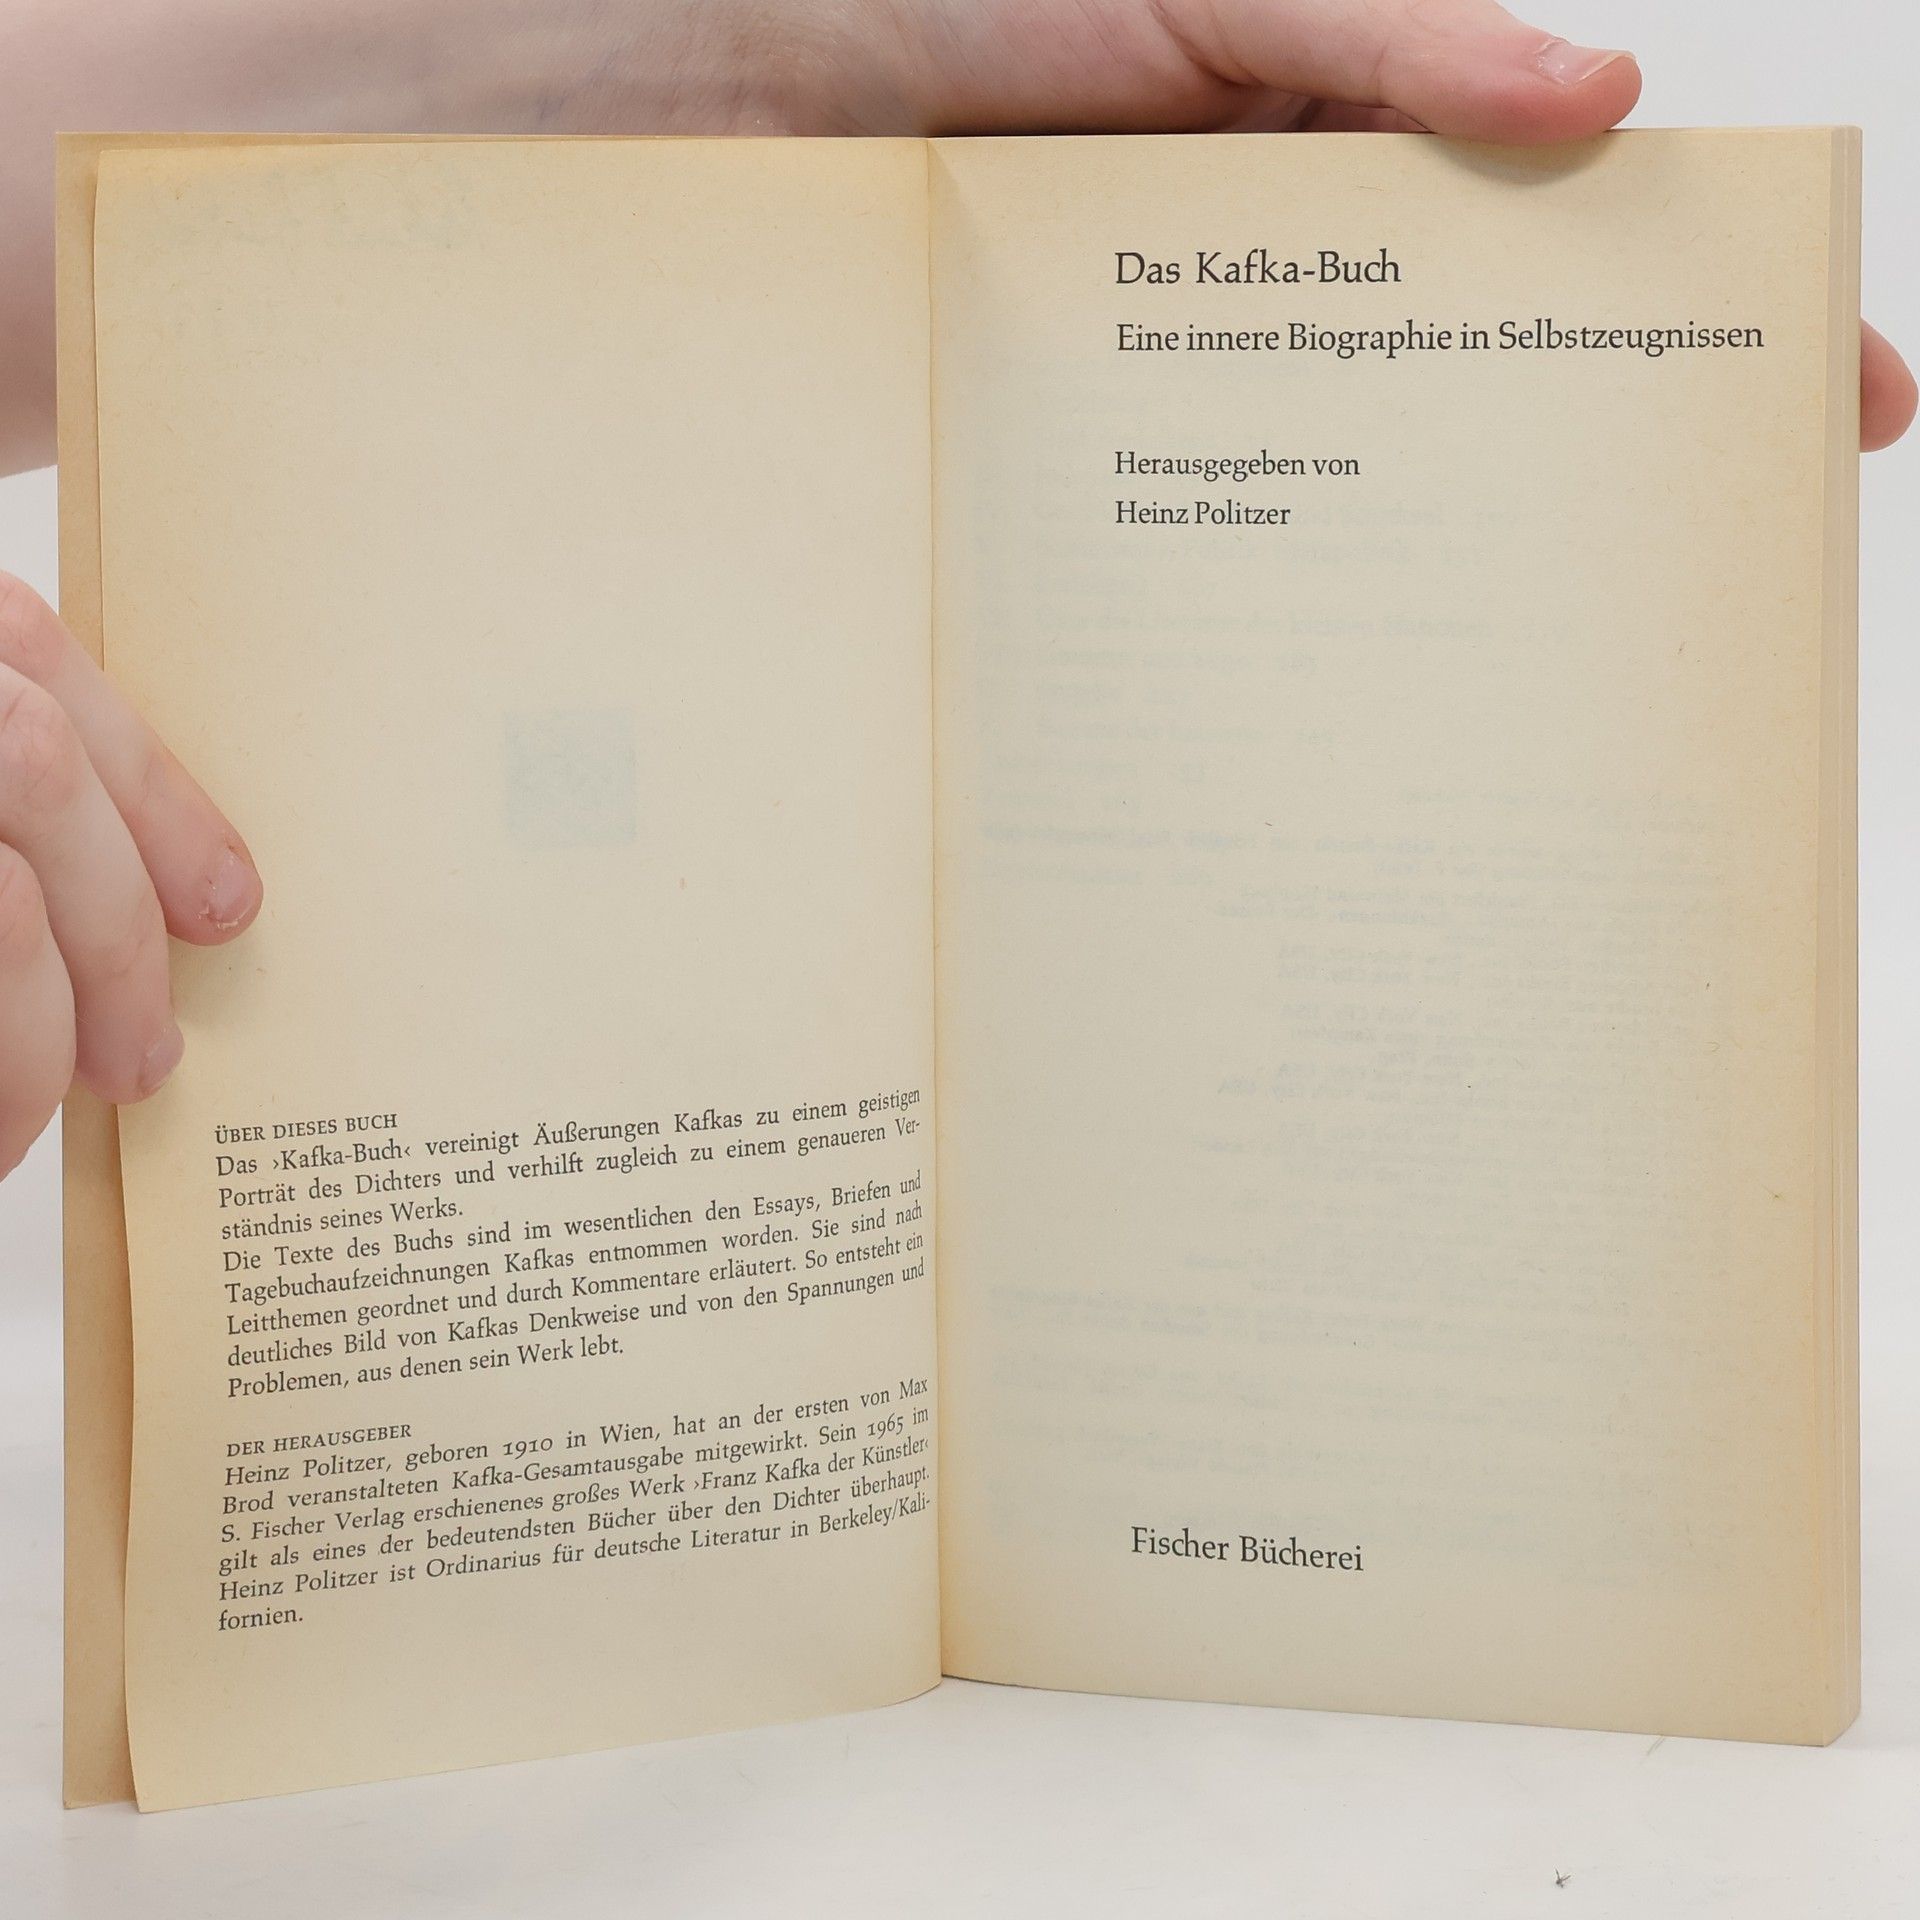 ÜBER DIESES BUCH
Das ›Kafka-Buch‹ vereinigt Äußerungen Kafkas zu einem geistigen
Porträt des Dichters und verhilft zugleich zu einem genaueren Ver-
ständnis seines Werks.
Die Texte des Buchs sind im wesentlichen den Essays, Briefen und
Tagebuchaufzeichnungen Kafkas entnommen worden. Sie sind nach
Leitthemen geordnet und durch Kommentare erläutert. So entsteht ein
deutliches Bild von Kafkas Denkweise und von den Spannungen und
Problemen, aus denen sein Werk lebt.
DER HERAUSGEBER
Heinz Politzer, geboren 1910 in Wien, hat an der ersten von Max
Brod veranstalteten Kafka-Gesamtausgabe mitgewirkt. Sein 1965 im
S. Fischer Verlag erschienenes großes Werk ›Franz Kafka der Künstler‹
gilt als eines der bedeutendsten Bücher über den Dichter überhaupt.
Heinz Politzer ist Ordinarius für deutsche Literatur in Berkeley/Kali-
fornien.
Das Kafka-Buch
Eine innere Biographie in Selbstzeugnissen
Herausgegeben von
Heinz Politzer
Fischer Bücherei